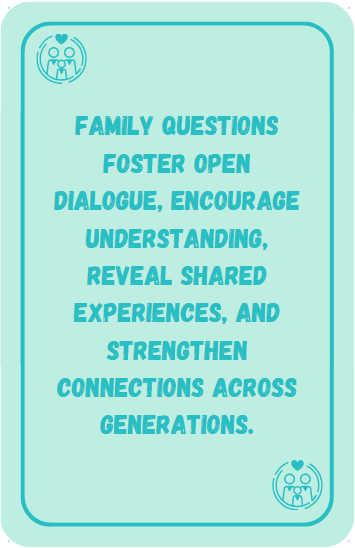 FAMILY QUESTIONS
FOSTER OPEN
DIALOGUE, ENCOURAGE
UNDERSTANDING,
REVEAL SHARED
EXPERIENCES, AND
STRENGTHEN
CONNECTIONS ACROSS
GENERATIONS.